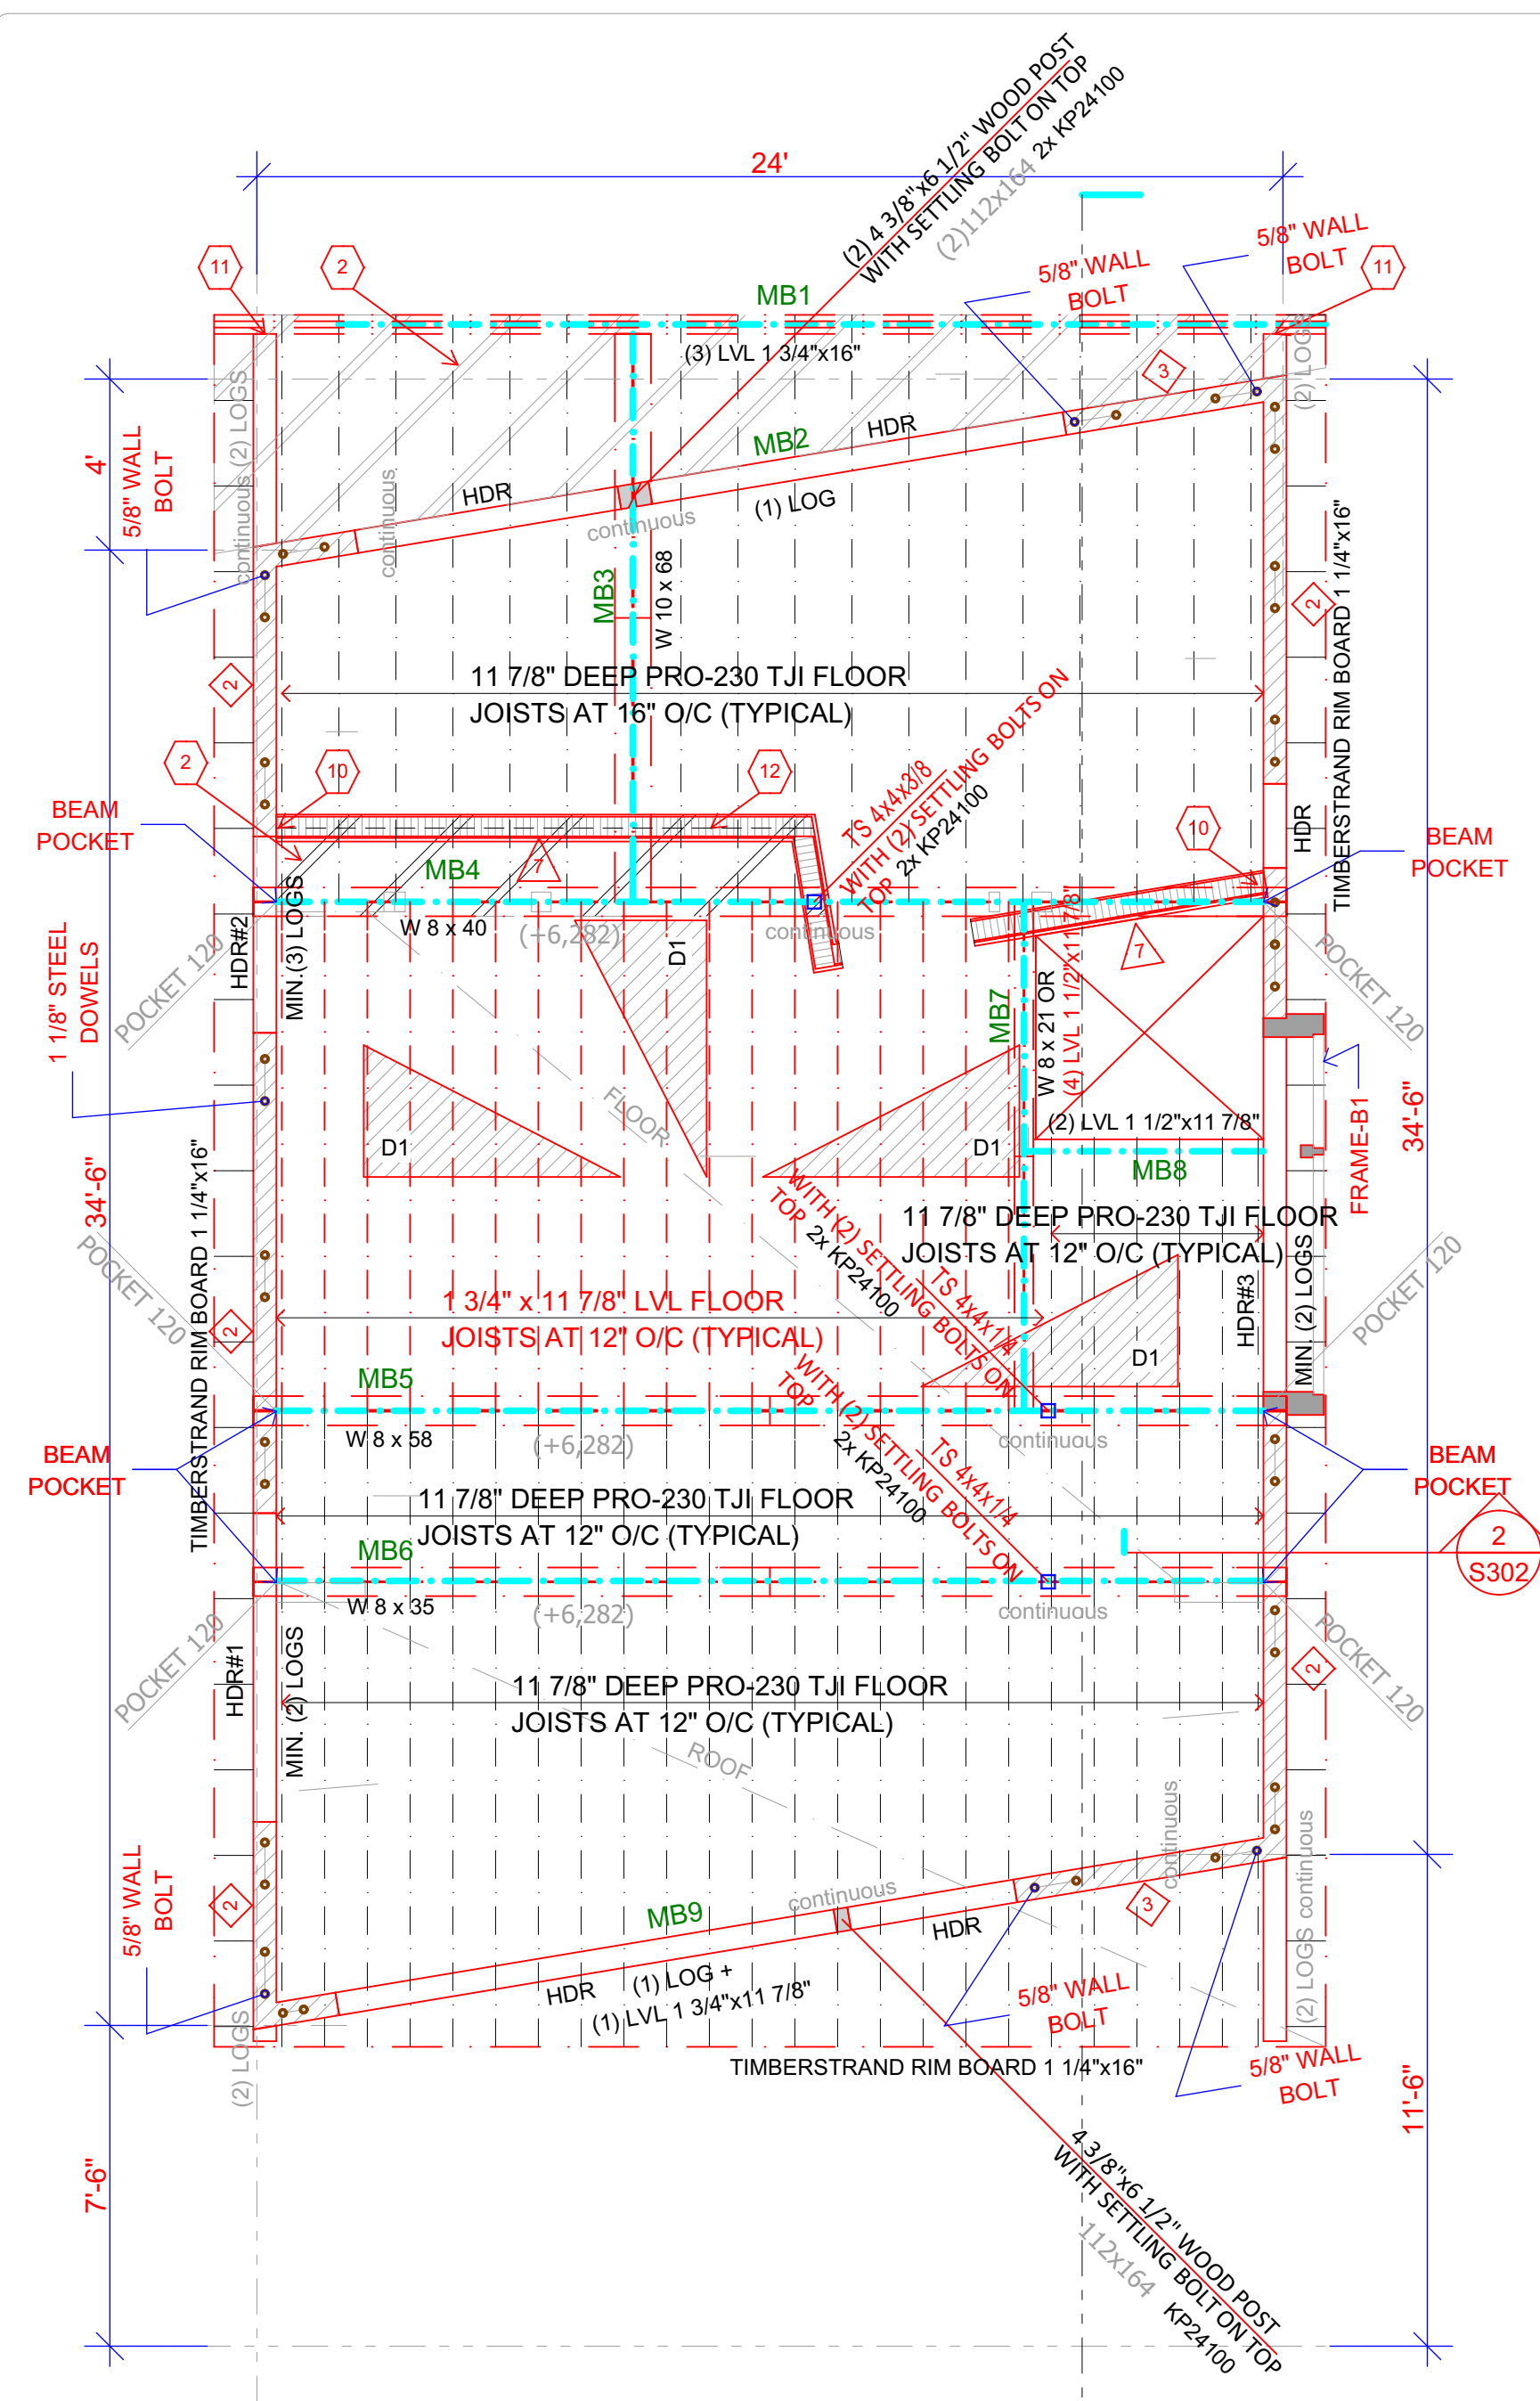 (2) 4 3/8"x6 1/2" WOOD POST
WITH SETTLING BOLT ON TOP
(2)112x164 2x KP24100
24'
5/8" WALL
BOLT
5/8" WALL
BOLT
11
2
11
MB1
(3) LVL 1 3/4"x16"
3
(2) LOGS
continuous (2) LOGS
4'
5/8" WALL
BOLT
HDR
MB2
HDR
(1) LOG
continuous
continuous
MB3
W 10 x 68
2
TIMBERSTRAND RIM BOARD 1 1/4"x16"
2
11 7/8" DEEP PRO-230 TJI FLOOR
JOISTS AT 16" O/C (TYPICAL)
2
10
12
TS 4x4x3/8
WITH (2) SETTLING BOLTS ON
TOP 2x KP24100
10
HDR
BEAM
POCKET
BEAM
POCKET
MB4
7
W 8 x 40
(+6,282)
continuous
MIN.(3) LOGS
HDR#2
POCKET 120
1 1/8" STEEL
DOWELS
D1
MB7
W 8 x 21 OR
(4) LVL 1 1/2"x11 7/8"
7
POCKET 120
FLOOR
D1
D1
(2) LVL 1 1/2"x11 7/8"
MB8
FRAME-B1
34'-6"
34'-6"
TIMBERSTRAND RIM BOARD 1 1/4"x16"
POCKET 120
11 7/8" DEEP PRO-230 TJI FLOOR
JOISTS AT 12" O/C (TYPICAL)
POCKET 120
TS 4x4x1/4
WITH (2) SETTLING BOLTS ON
TOP 2x KP24100
1 3/4" x 11 7/8" LVL FLOOR
JOISTS AT 12" O/C (TYPICAL)
2
HDR#3
MIN. (2) LOGS
D1
MB5
W 8 x 58
(+6,282)
continuous
TS 4x4x1/4
WITH (2) SETTLING BOLTS ON
TOP
2x KP24100
BEAM
POCKET
BEAM
POCKET
11 7/8" DEEP PRO-230 TJI FLOOR
JOISTS AT 12" O/C (TYPICAL)
2
S302
MB6
W 8 x 35
(+6,282)
continuous
POCKET 120
HDR#1
MIN. (2) LOGS
2
POCKET 120
11 7/8" DEEP PRO-230 TJI FLOOR
JOISTS AT 12" O/C (TYPICAL)
ROOF
continuous
5/8" WALL
BOLT
2
continuous
MB9
HDR
3
(2) LOGS continuous
HDR
(1) LOG +
(1) LVL 1 3/4"x11 7/8"
5/8" WALL
BOLT
(2) LOGS
TIMBERSTRAND RIM BOARD 1 1/4"x16"
5/8" WALL
BOLT
11'-6"
7'-6"
4 3/8"x6 1/2" WOOD POST
WITH SETTLING BOLT ON TOP
112x164 KP24100